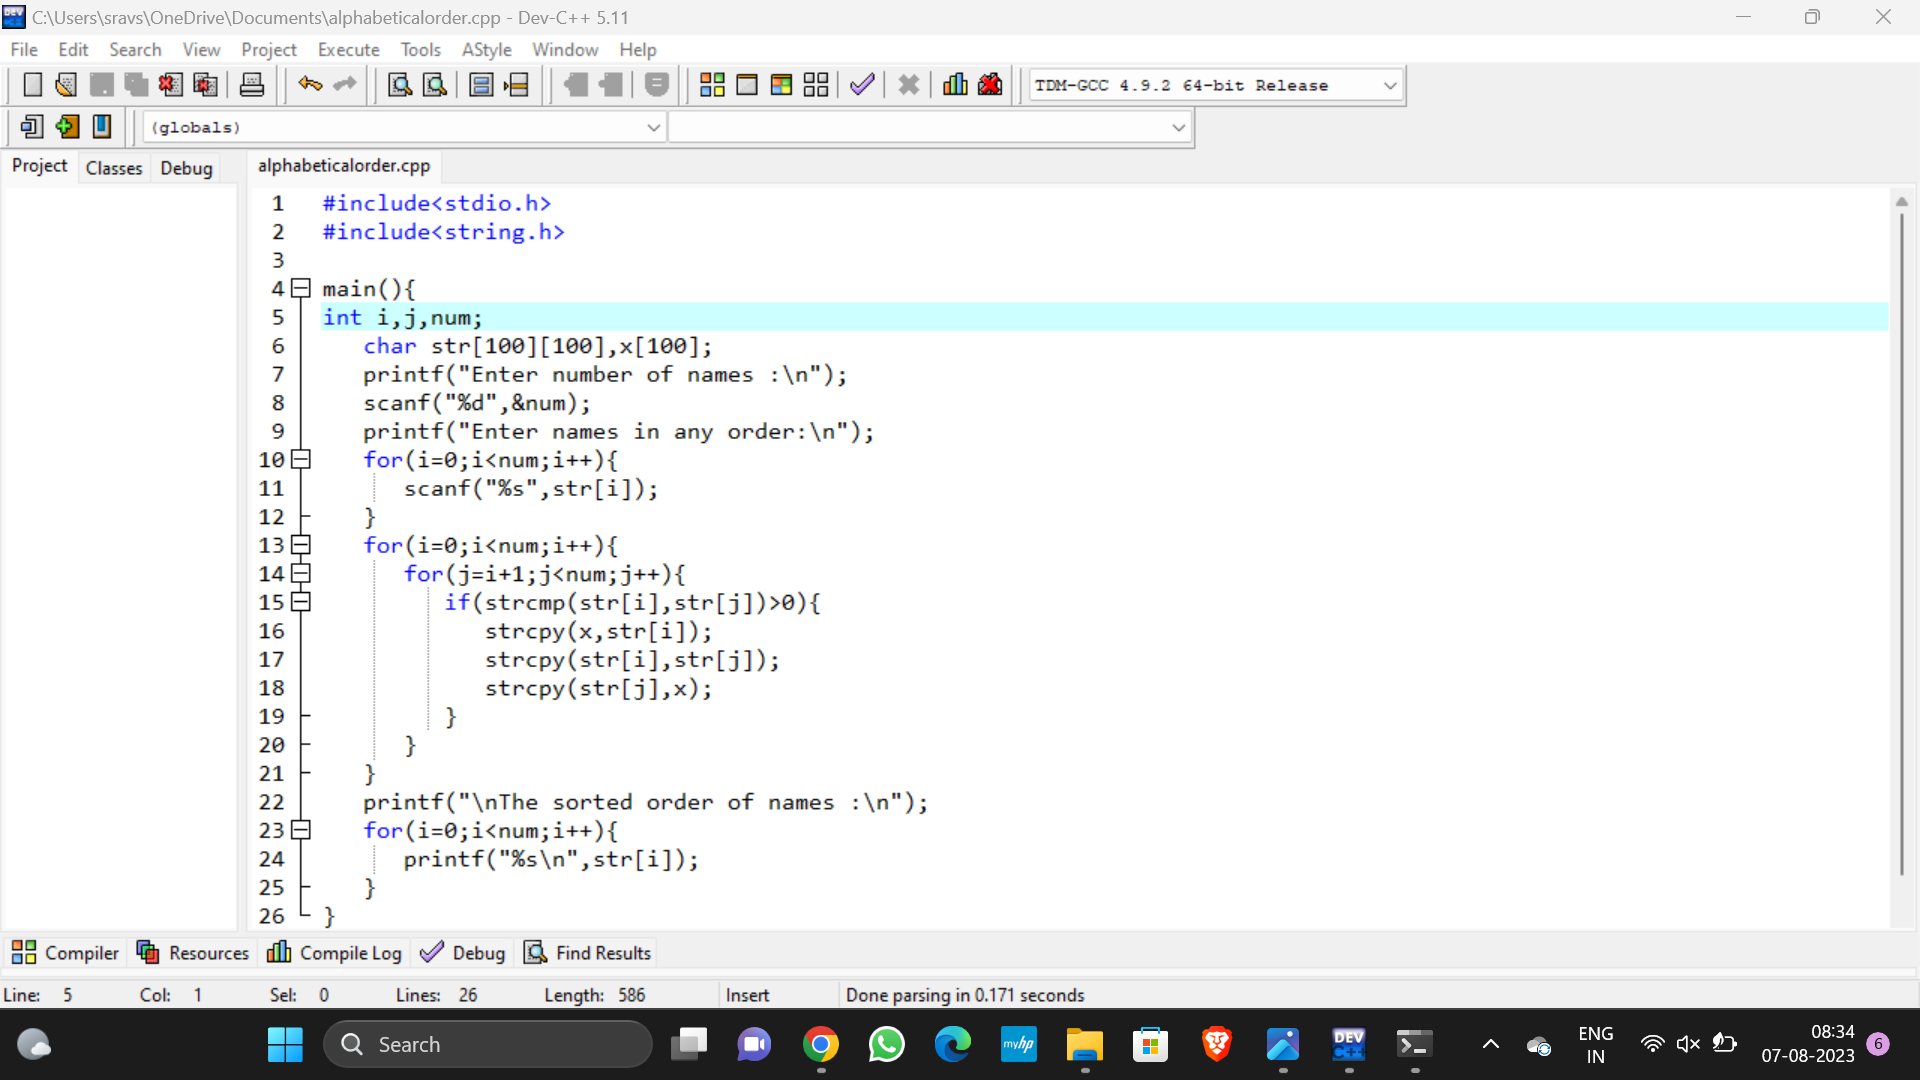 C:\Users\sravs\OneDrive\Documents\alphabeticalorder.cpp - Dev-C++ 5.11
File Edit Search View Project Execute Tools AStyle Window Help
TDM-GCC 4.9.2 64-bit Release
(globals)
Project Classes Debug alphabeticalorder.cpp
1 #include<stdio.h>
2 #include<string.h>
3
4 main(){
5 int i,j,num;
6 char str[100][100],x[100];
7 printf("Enter number of names :\n");
8 scanf("%d",&num);
9 printf("Enter names in any order:\n");
10 for(i=0;i<num;i++){
11 scanf("%s",str[i]);
12 }
13 for(i=0;i<num;i++){
14 for(j=i+1;j<num;j++){
15 if(strcmp(str[i],str[j])>0){
16 strcpy(x,str[i]);
17 strcpy(str[i],str[j]);
18 strcpy(str[j],x);
19 }
20 }
21 }
22 printf("\nThe sorted order of names :\n");
23 for(i=0;i<num;i++){
24 printf("%s\n",str[i]);
25 }
26 }
Compiler Resources Compile Log Debug Find Results
Line: 5 Col: 1 Sel: 0 Lines: 26 Length: 586 Insert Done parsing in 0.171 seconds
Search
myhp
DEV
C++
ENG
IN
08:34
07-08-2023
6